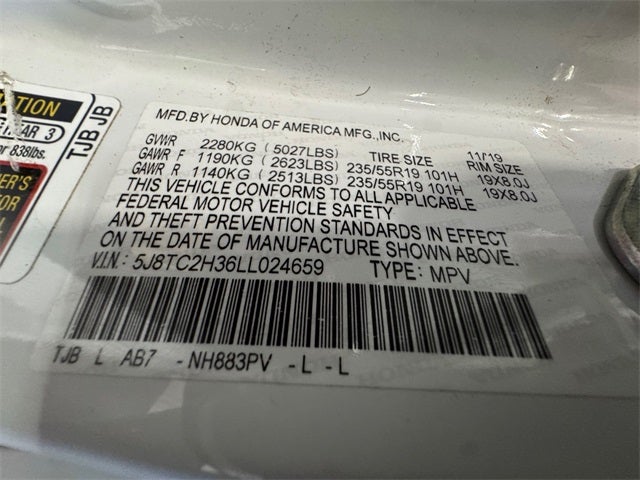 MFD. BY HONDA OF AMERICA MFG., INC.
GVWR 2280KG (5027LBS) TIRE SIZE 11/'19 RIM SIZE
GAWR F 1190KG (2623LBS) 235/55R19 101H 19X8.0J
GAWR R 1140KG (2513LBS) 235/55R19 101H 19X8.0J
THIS VEHICLE CONFORMS TO ALL APPLICABLE
FEDERAL MOTOR VEHICLE SAFETY
AND THEFT PREVENTION STANDARDS IN EFFECT
ON THE DATE OF MANUFACTURE SHOWN ABOVE.
V.I.N.: 5J8TC2H36LL024659 TYPE: MPV
TJB L AB7 - NH883PV - L - L
TJB JB
AR 3
838lbs.